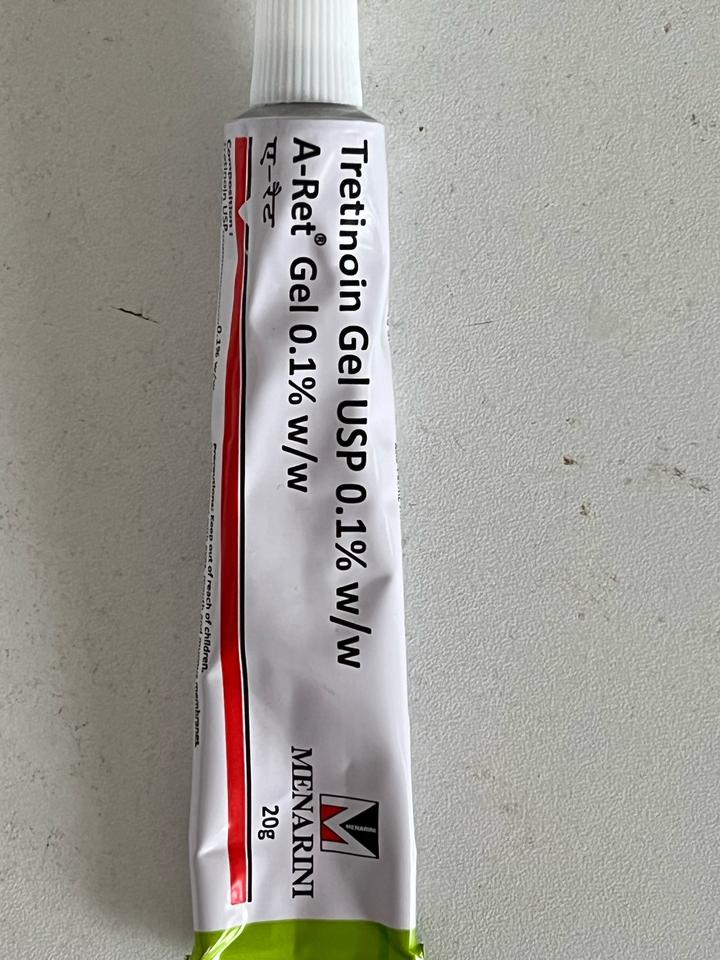 Tretinoin Gel USP 0.1% w/w
A-Ret® Gel 0.1% w/w
ए-रेट
MENARINI
MENARINI
20g
Composition:
Tretinoin USP 0.1% w/w
Precautions: Keep out of reach of children.
membranes.